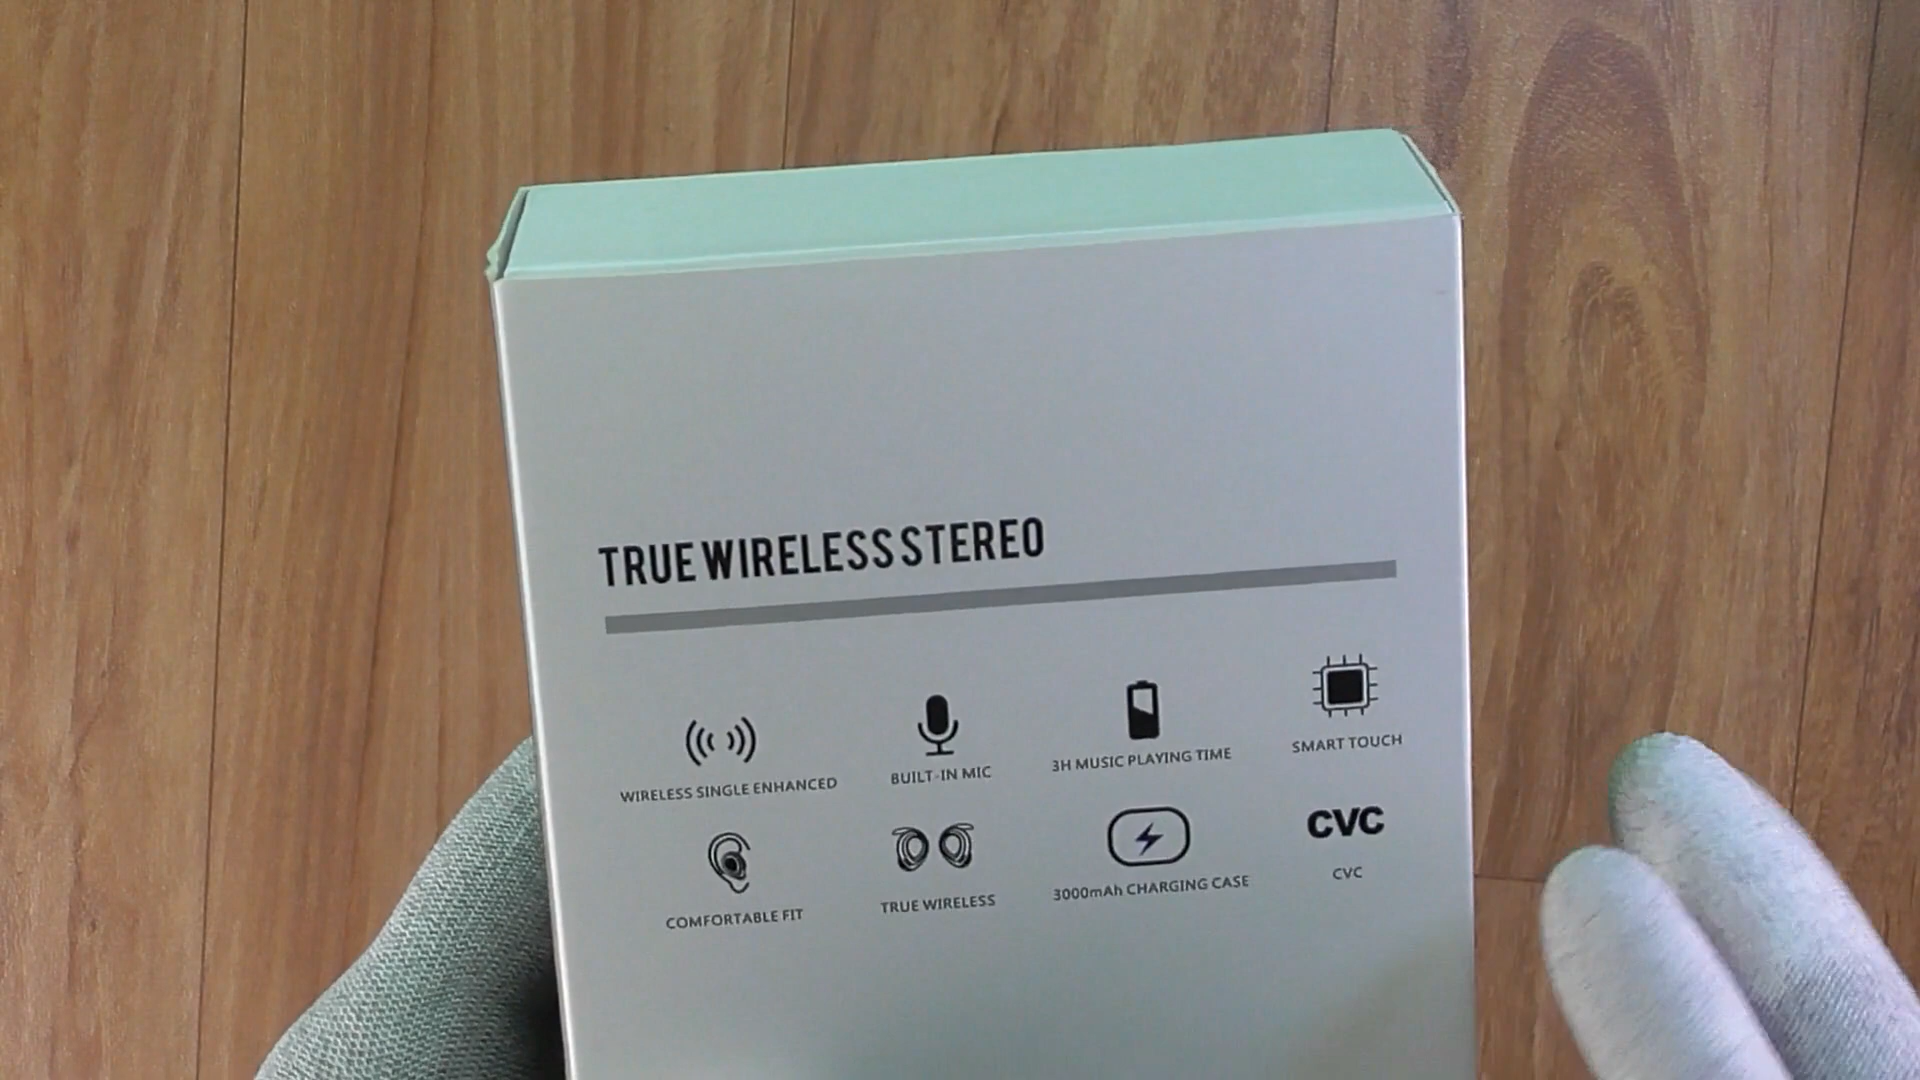 TRUE WIRELESS STEREO
WIRELESS SINGLE ENHANCED
BUILT-IN MIC
3H MUSIC PLAYING TIME
SMART TOUCH
COMFORTABLE FIT
TRUE WIRELESS
3000mAh CHARGING CASE
CVC
CVC